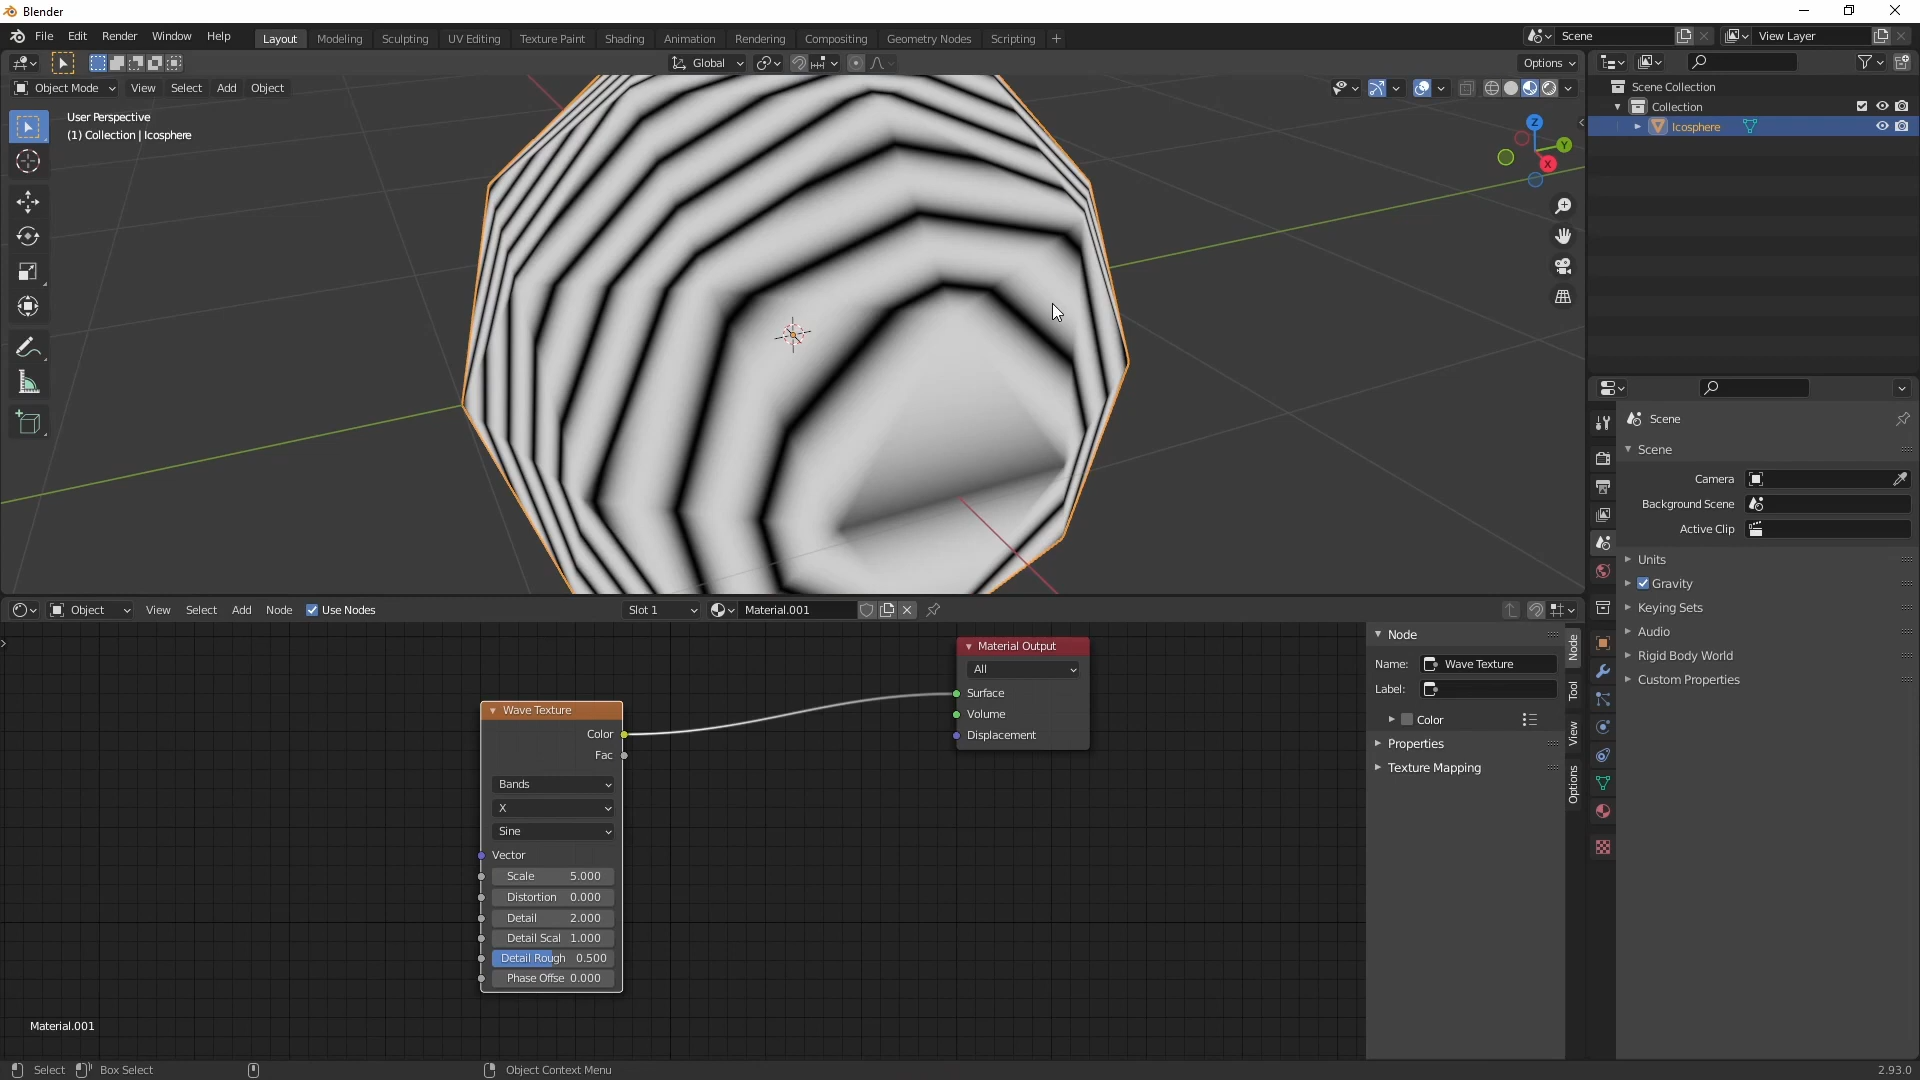 Blender
File Edit Render Window Help Layout Modeling Sculpting UV Editing Texture Paint Shading Animation Rendering Compositing Geometry Nodes Scripting + Scene View Layer
Global Options
Object Mode View Select Add Object
User Perspective
(1) Collection | Icosphere
Z
Y
X
Scene Collection
Collection
Icosphere
Scene
Scene
Camera
Background Scene
Active Clip
Units
Gravity
Keying Sets
Audio
Rigid Body World
Custom Properties
Object View Select Add Node Use Nodes Slot 1 Material.001
Wave Texture
Color
Fac
Bands
X
Sine
Vector
Scale 5.000
Distortion 0.000
Detail 2.000
Detail Scal 1.000
Detail Rough 0.500
Phase Offse 0.000
Material Output
All
Surface
Volume
Displacement
Node
Name: Wave Texture
Label:
Color
Properties
Texture Mapping
Node
Tool
View
Options
Material.001
Select Box Select Object Context Menu 2.93.0